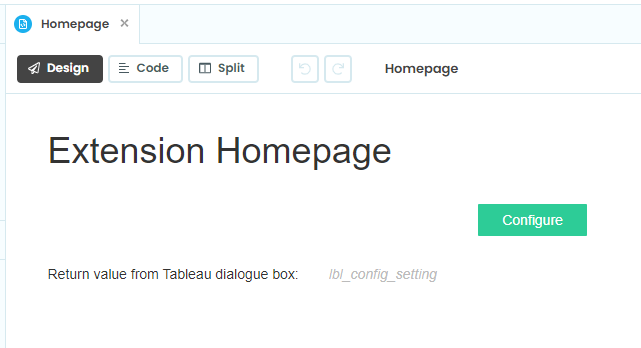 Homepage ×
Design Code Split Homepage
Extension Homepage
Configure
Return value from Tableau dialogue box: lbl_config_setting